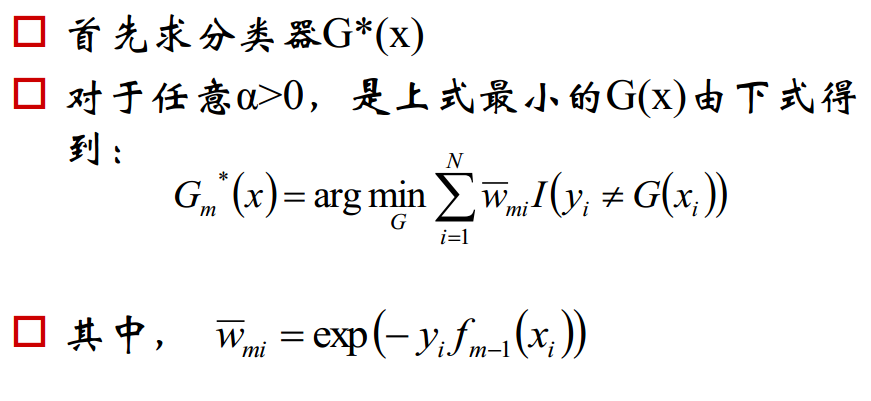 首先求分类器G*(x)
对于任意α>0，是上式最小的G(x)由下式得
到：
G_m^*(x) = arg min_G ∑_{i=1}^{N} w̅_{mi} I(y_i ≠ G(x_i))
其中， w̅_{mi} = exp(− y_i f_{m−1}(x_i))